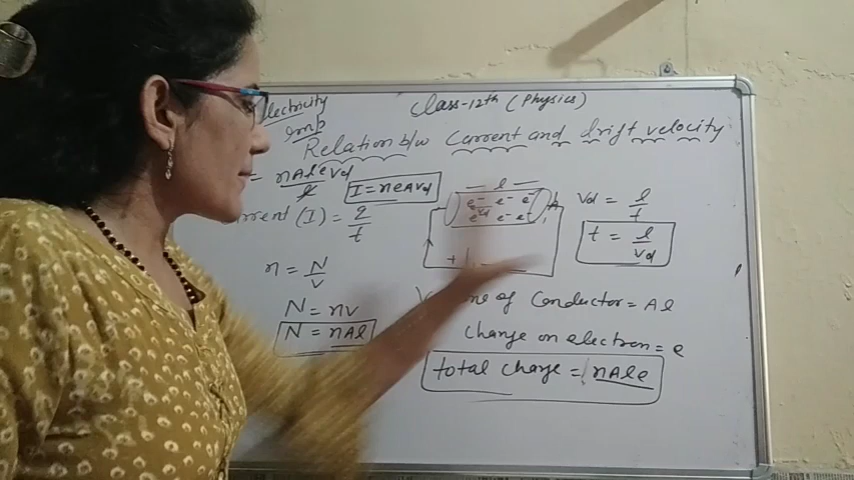 Class-12th (Physics)
lectricity
Imp
Relation b/w Current and drift velocity
= nAleVd
l
I = neAVd
rrent (I) = q/t
n = N/V
N = nV
N = nAl
l
e⁻ e⁻ e⁻
e⁻ e⁻ e⁻
A
+
Vd = l/t
t = l/Vd
of Conductor = Al
Charge on electron = e
total Charge = nAle